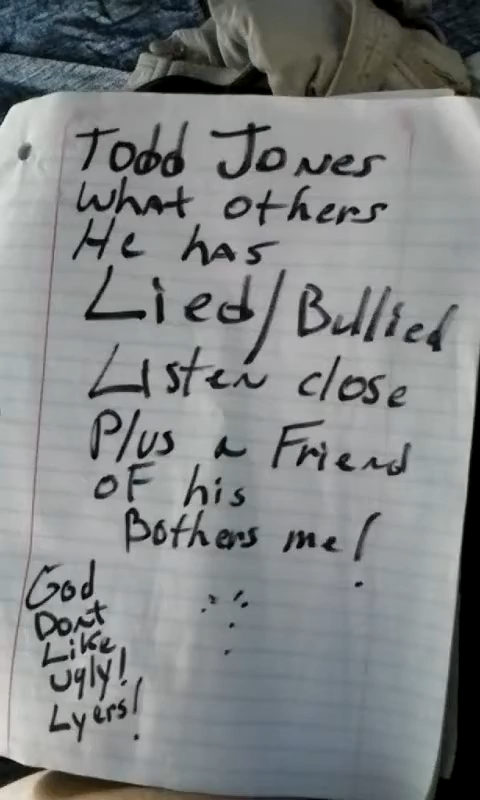 Todd Jones
What others
He has
Lied/Bullied
Listen close
Plus a Friend
OF his
Bothers me!
God
Dont
Like
Ugly!
Lyers!